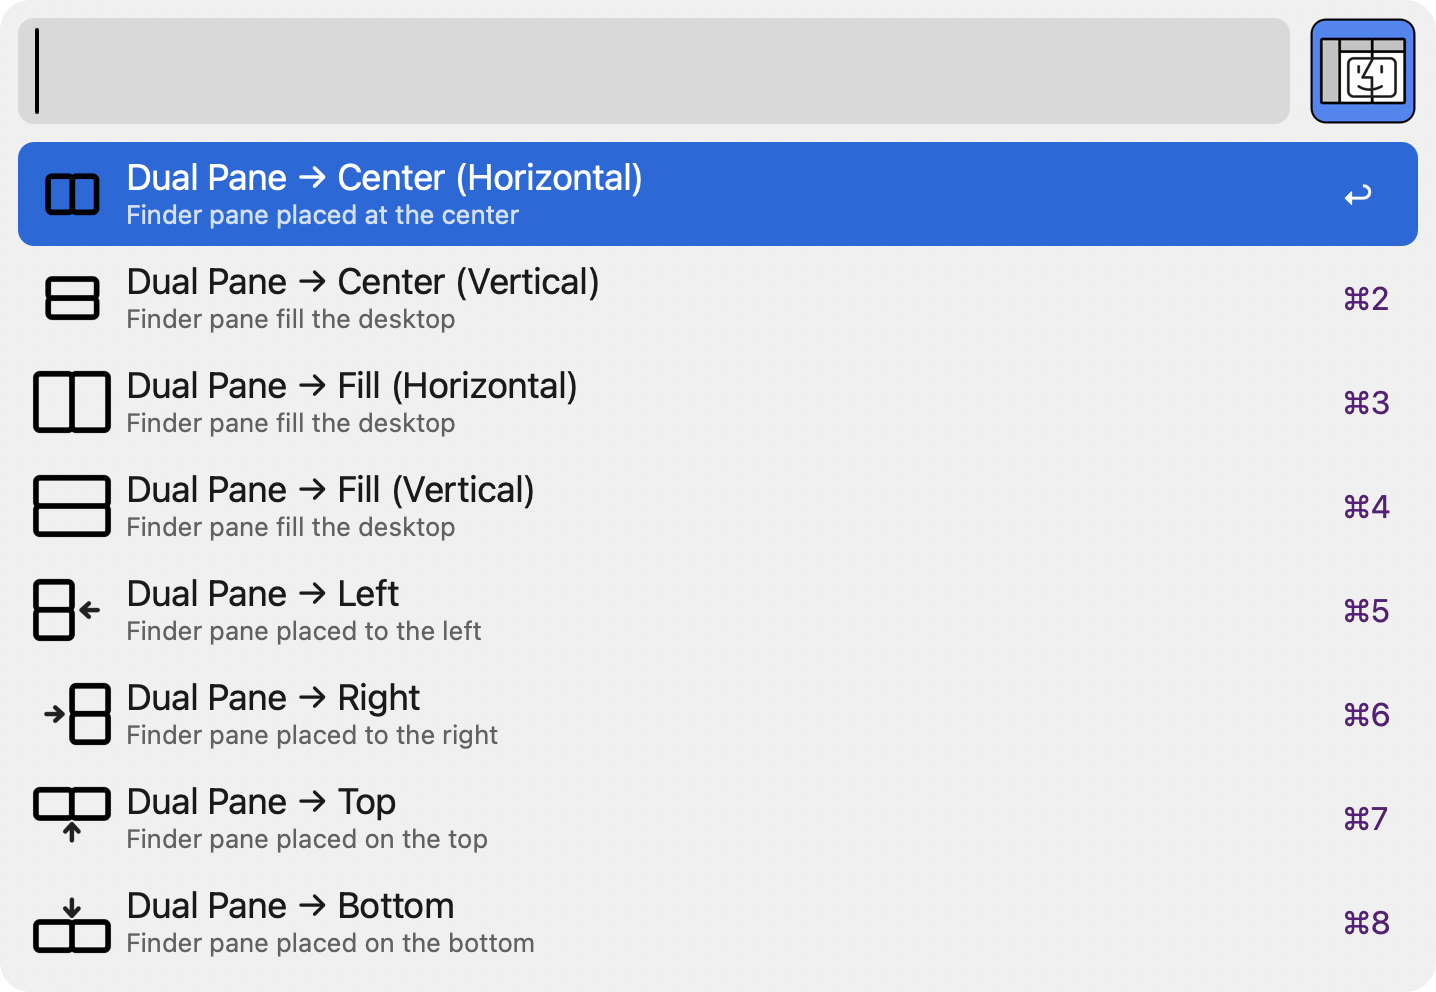 Dual Pane → Center (Horizontal)
Finder pane placed at the center
Dual Pane → Center (Vertical)
Finder pane fill the desktop
⌘2
Dual Pane → Fill (Horizontal)
Finder pane fill the desktop
⌘3
Dual Pane → Fill (Vertical)
Finder pane fill the desktop
⌘4
Dual Pane → Left
Finder pane placed to the left
⌘5
Dual Pane → Right
Finder pane placed to the right
⌘6
Dual Pane → Top
Finder pane placed on the top
⌘7
Dual Pane → Bottom
Finder pane placed on the bottom
⌘8